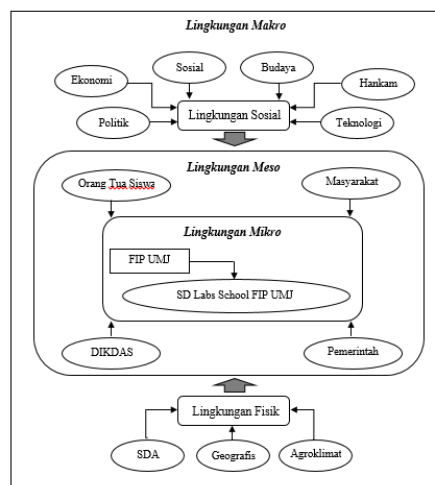 Lingkungan Makro
Sosial
Budaya
Ekonomi
Hankam
Lingkungan Sosial
Politik
Teknologi
Lingkungan Meso
Orang Tua Siswa
Masyarakat
Lingkungan Mikro
FIP UMJ
SD Labs School FIP UMJ
DIKDAS
Pemerintah
Lingkungan Fisik
SDA
Geografis
Agroklimat